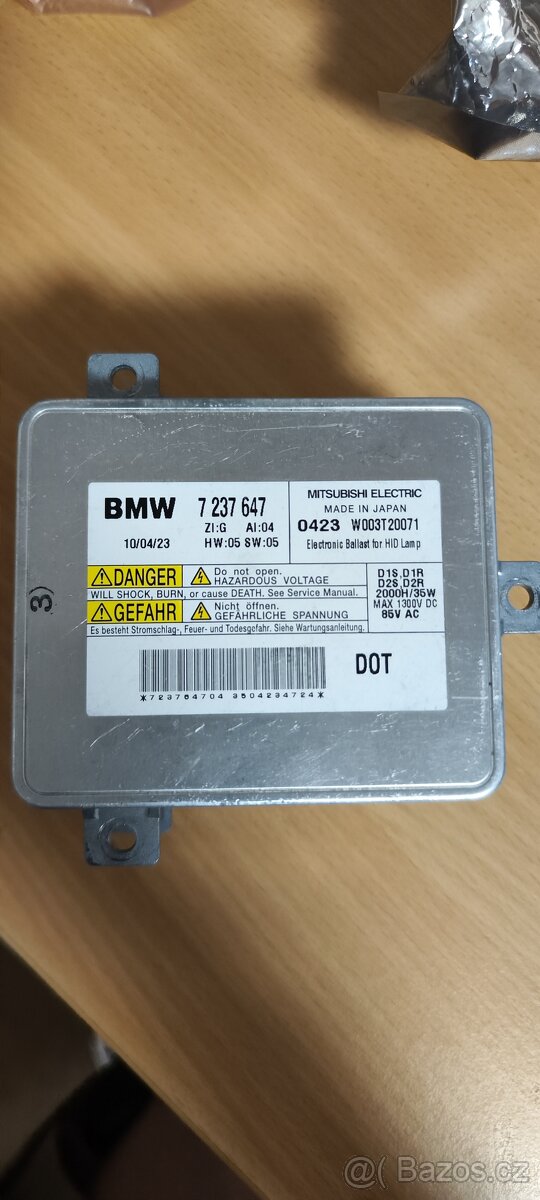 BMW 7 237 647
ZI:G AI:04
10/04/23 HW:05 SW:05
MITSUBISHI ELECTRIC
MADE IN JAPAN
0423 W003T20071
Electronic Ballast for HID Lamp
DANGER Do not open.
HAZARDOUS VOLTAGE
WILL SHOCK, BURN, or cause DEATH. See Service Manual.
GEFAHR Nicht öffnen.
GEFÄHRLICHE SPANNUNG
Es besteht Stromschlag-, Feuer- und Todesgefahr. Siehe Wartungsanleitung.
D1S,D1R
D2S,D2R
2000H/35W
MAX 1300V DC
85V AC
*723764704 3504234724*
DOT
3)
@ Bazoš.cz